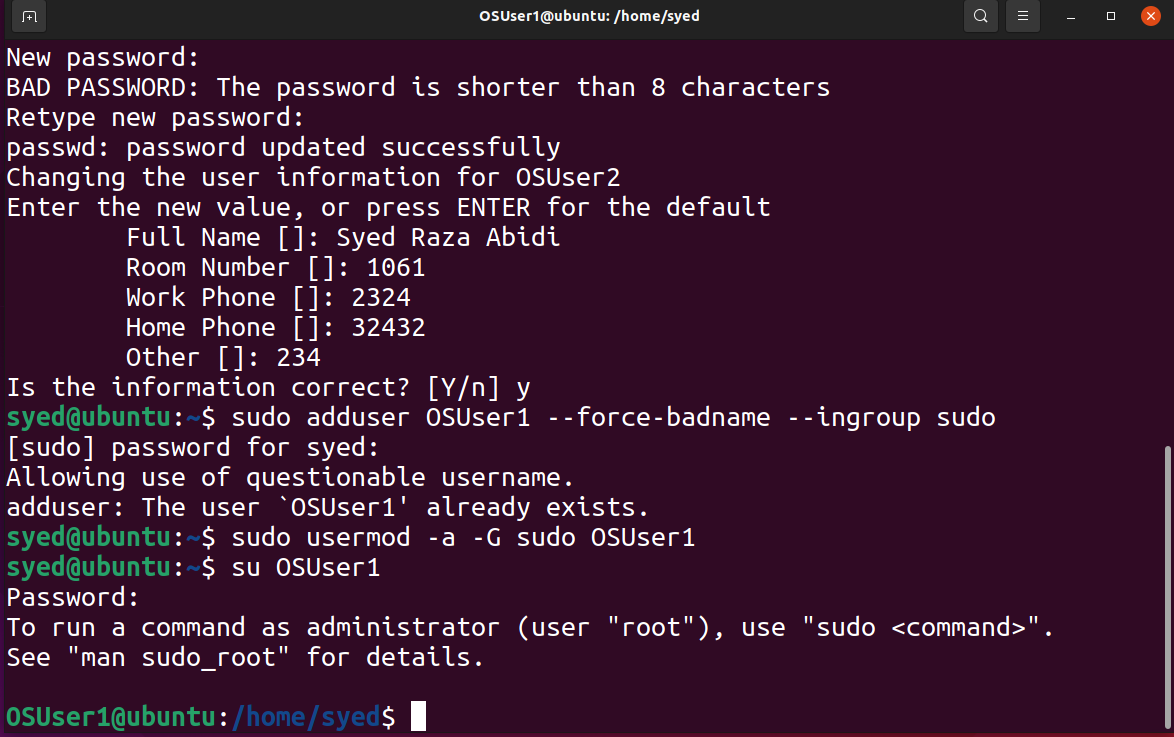 OSUser1@ubuntu: /home/syed
New password:
BAD PASSWORD: The password is shorter than 8 characters
Retype new password:
passwd: password updated successfully
Changing the user information for OSUser2
Enter the new value, or press ENTER for the default
        Full Name []: Syed Raza Abidi
        Room Number []: 1061
        Work Phone []: 2324
        Home Phone []: 32432
        Other []: 234
Is the information correct? [Y/n] y
syed@ubuntu:~$ sudo adduser OSUser1 --force-badname --ingroup sudo
[sudo] password for syed:
Allowing use of questionable username.
adduser: The user `OSUser1' already exists.
syed@ubuntu:~$ sudo usermod -a -G sudo OSUser1
syed@ubuntu:~$ su OSUser1
Password:
To run a command as administrator (user "root"), use "sudo <command>".
See "man sudo_root" for details.

OSUser1@ubuntu:/home/syed$